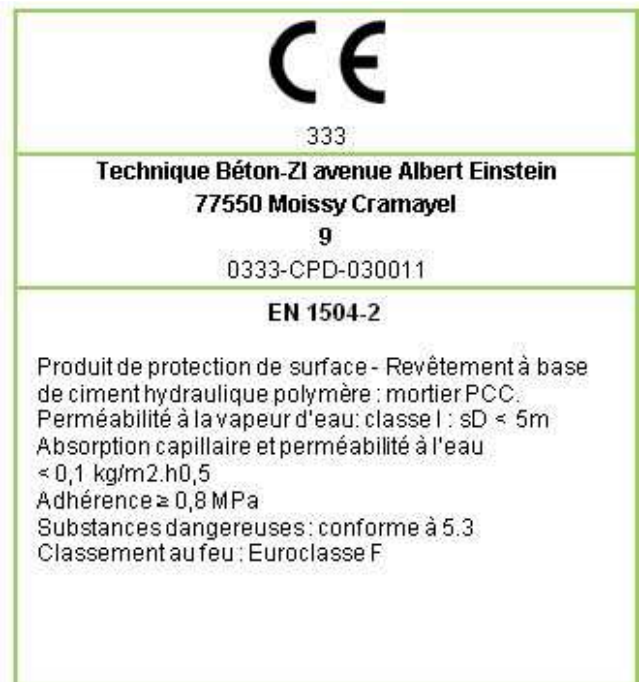 CE
333
Technique Béton-ZI avenue Albert Einstein
77550 Moissy Cramayel
9
0333-CPD-030011
EN 1504-2
Produit de protection de surface - Revêtement à base
de ciment hydraulique polymère : mortier PCC.
Perméabilité à la vapeur d'eau: classe I : sD < 5m
Absorption capillaire et perméabilité à l'eau
< 0,1 kg/m2.h0,5
Adhérence ≥ 0,8 MPa
Substances dangereuses : conforme à 5.3
Classement au feu : Euroclasse F